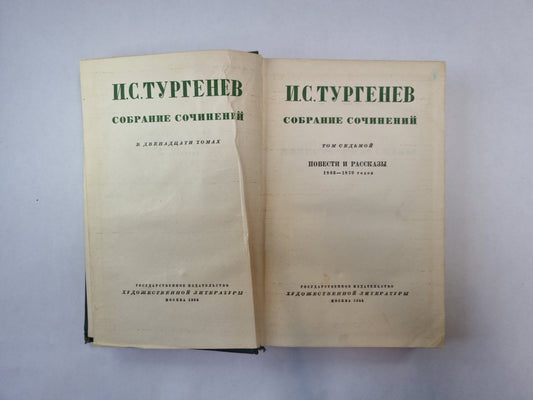 И.С.ТУРГЕНЕВ
СОБРАНИЕ СОЧИНЕНИЙ
В ДВЕНАДЦАТИ ТОМАХ
ГОСУДАРСТВЕННОЕ ИЗДАТЕЛЬСТВО
ХУДОЖЕСТВЕННОЙ ЛИТЕРАТУРЫ
МОСКВА
И.С.ТУРГЕНЕВ
СОБРАНИЕ СОЧИНЕНИЙ
ТОМ СЕДЬМОЙ
ПОВЕСТИ И РАССКАЗЫ
годов
ГОСУДАРСТВЕННОЕ ИЗДАТЕЛЬСТВО
ХУДОЖЕСТВЕННОЙ ЛИТЕРАТУРЫ
МОСКВА